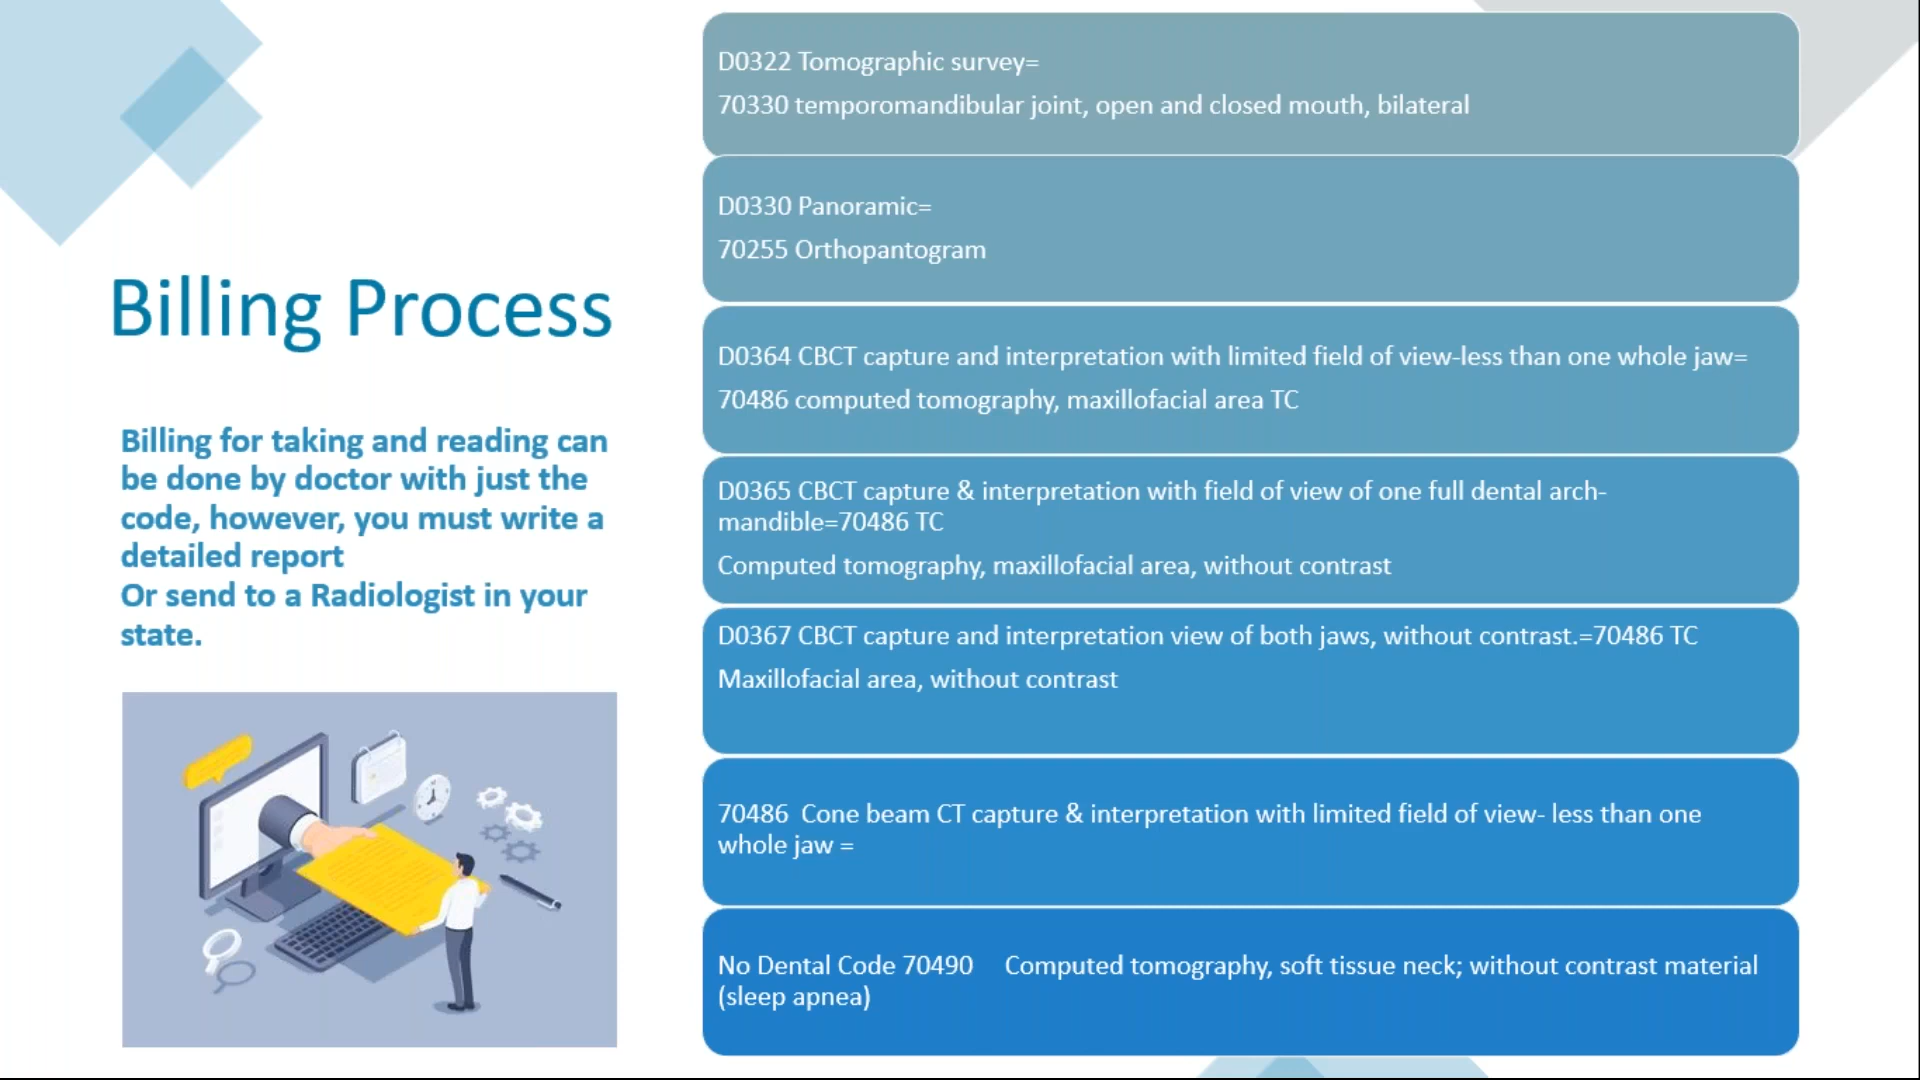 Billing Process
Billing for taking and reading can
be done by doctor with just the
code, however, you must write a
detailed report
Or send to a Radiologist in your
state.
D0322 Tomographic survey=
70330 temporomandibular joint, open and closed mouth, bilateral
D0330 Panoramic=
70255 Orthopantogram
D0364 CBCT capture and interpretation with limited field of view-less than one whole jaw=
70486 computed tomography, maxillofacial area TC
D0365 CBCT capture & interpretation with field of view of one full dental arch-
mandible=70486 TC
Computed tomography, maxillofacial area, without contrast
D0367 CBCT capture and interpretation view of both jaws, without contrast.=70486 TC
Maxillofacial area, without contrast
70486  Cone beam CT capture & interpretation with limited field of view- less than one
whole jaw =
No Dental Code 70490    Computed tomography, soft tissue neck; without contrast material
(sleep apnea)